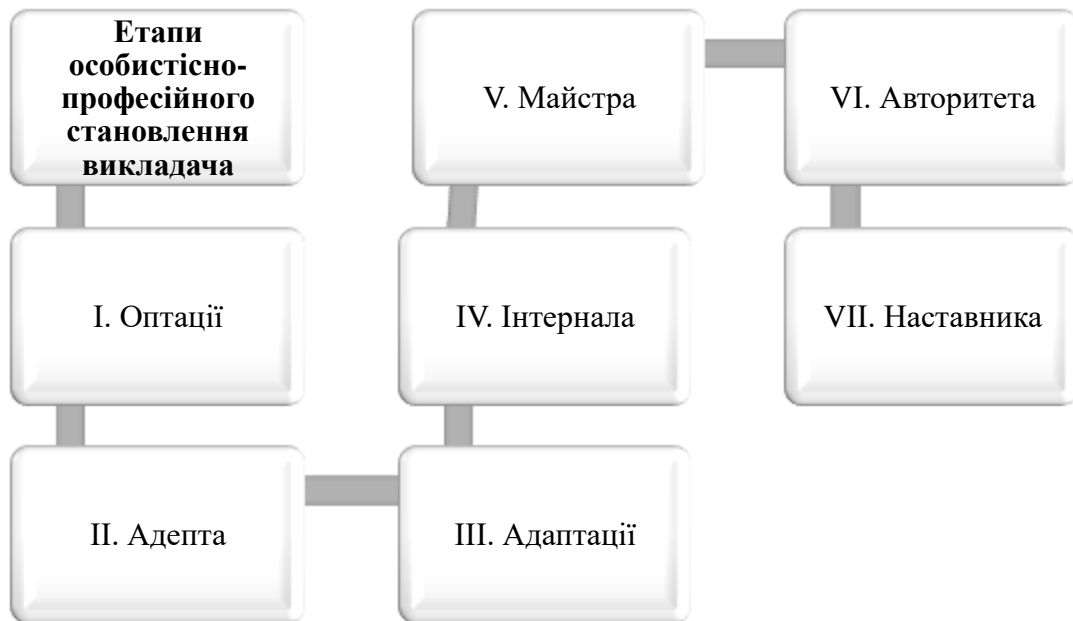 Етапи
особистісно-
професійного
становлення
викладача
I. Оптації
II. Адепта
III. Адаптації
IV. Інтернала
V. Майстра
VI. Авторитета
VII. Наставника